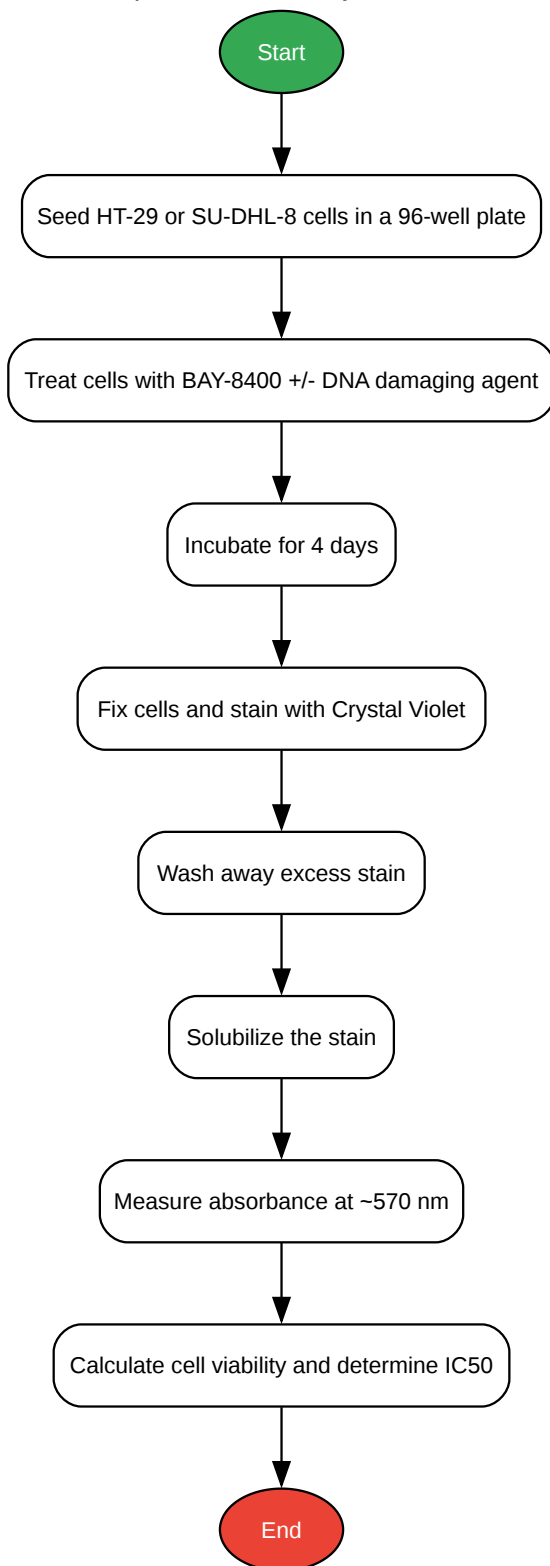 Start
Seed HT-29 or SU-DHL-8 cells in a 96-well plate
Treat cells with BAY-8400 +/- DNA damaging agent
Incubate for 4 days
Fix cells and stain with Crystal Violet
Wash away excess stain
Solubilize the stain
Measure absorbance at ~570 nm
Calculate cell viability and determine IC50
End